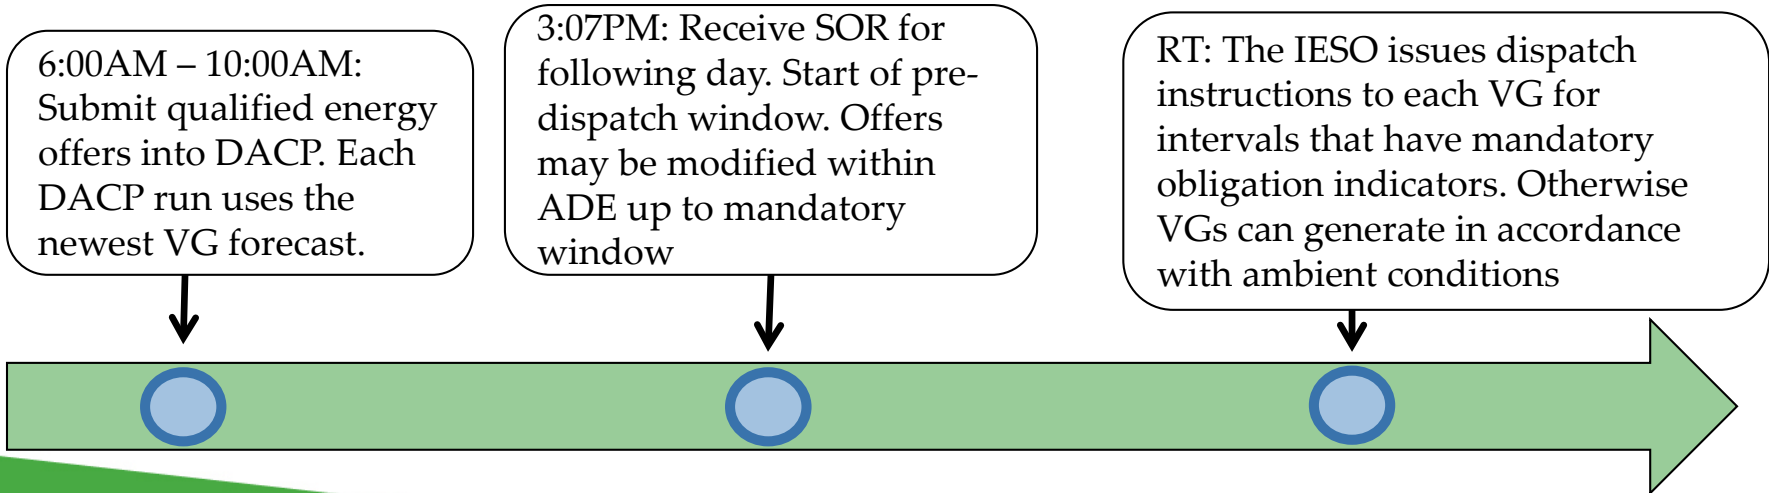 6:00AM – 10:00AM:
Submit qualified energy
offers into DACP. Each
DACP run uses the
newest VG forecast.
3:07PM: Receive SOR for
following day. Start of pre-
dispatch window. Offers
may be modified within
ADE up to mandatory
window
RT: The IESO issues dispatch
instructions to each VG for
intervals that have mandatory
obligation indicators. Otherwise
VGs can generate in accordance
with ambient conditions